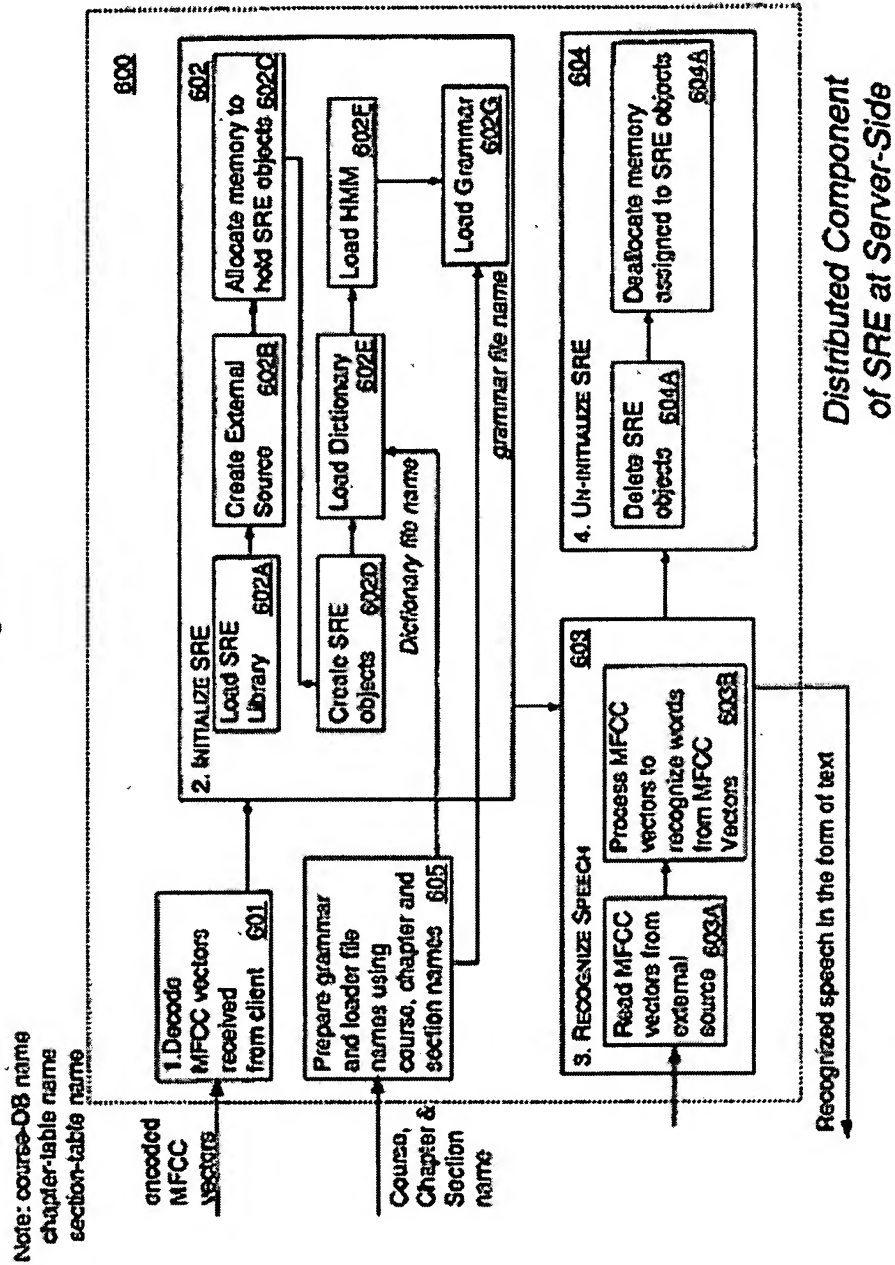 Note: course-DB name
chapter-table name
section-table name
600
encoded
MFCC
vectors
1.Decode
MFCC vectors
received
from client 601
Course,
Chapter &
Section
name
Prepare grammar
and loader file
names using
course, chapter and
section names 605
2. INITIALIZE SRE
602
Load SRE
Library 602A
Create External
Source 602B
Allocate memory to
hold SRE objects 602C
Create SRE
objects 602D
Load Dictionary
602E
Load HMM
602F
Dictionary file name
Load Grammar
602G
grammar file name
3. RECOGNIZE SPEECH
603
Read MFCC
vectors from
external
source 603A
Process MFCC
vectors to
recognize words
from MFCC
Vectors 603B
4. UN-INITIALIZE SRE
604
Delete SRE
objects 604A
Deallocate memory
assigned to SRE objects
604A
Recognized speech in the form of text
Distributed Component
of SRE at Server-Side